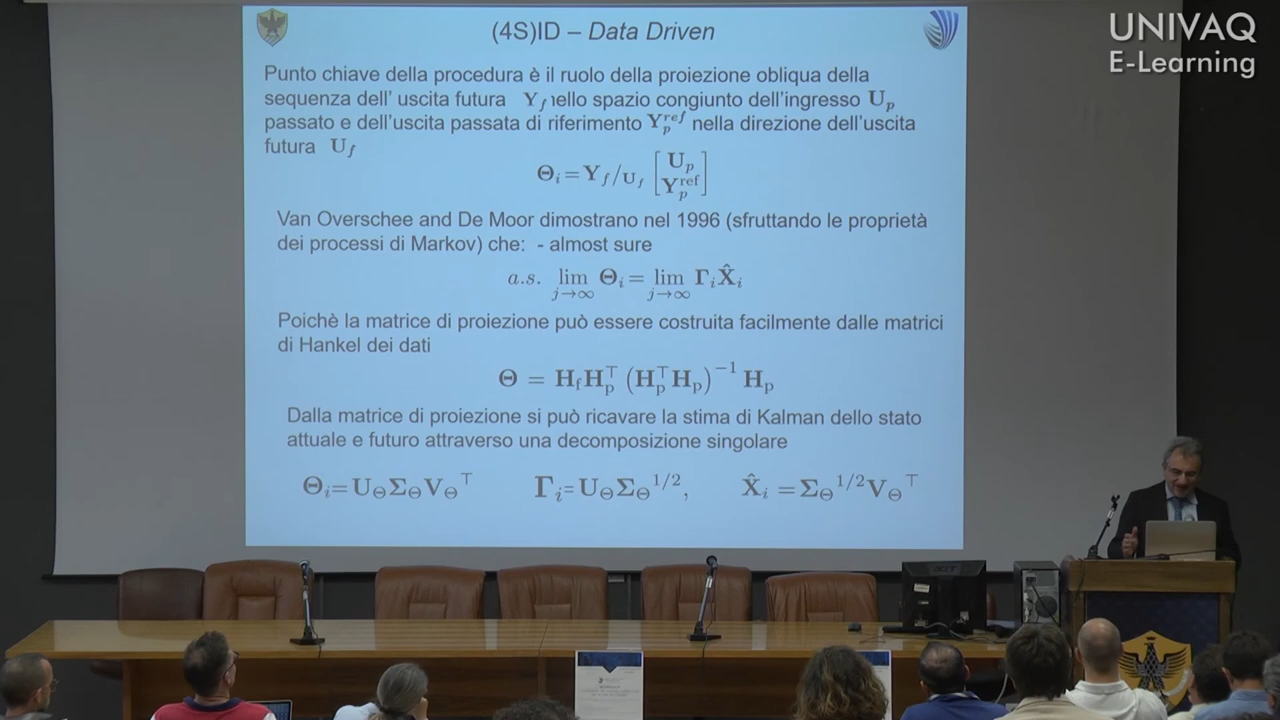 UNIVAQ
E-Learning
(4S)ID – Data Driven
Punto chiave della procedura è il ruolo della proiezione obliqua della
sequenza dell' uscita futura Y_f nello spazio congiunto dell'ingresso U_p
passato e dell'uscita passata di riferimento Y_p^ref nella direzione dell'uscita
futura U_f
Θ_i = Y_f /_{U_f} [U_p
Y_p^ref]
Van Overschee and De Moor dimostrano nel 1996 (sfruttando le proprietà
dei processi di Markov) che: - almost sure
a.s. lim_{j→∞} Θ_i = lim_{j→∞} Γ_i X̂_i
Poichè la matrice di proiezione può essere costruita facilmente dalle matrici
di Hankel dei dati
Θ = H_f H_p^⊤ (H_p^⊤ H_p)^{−1} H_p
Dalla matrice di proiezione si può ricavare la stima di Kalman dello stato
attuale e futuro attraverso una decomposizione singolare
Θ_i = U_Θ Σ_Θ V_Θ^⊤ Γ_i = U_Θ Σ_Θ^{1/2}, X̂_i = Σ_Θ^{1/2} V_Θ^⊤
acer